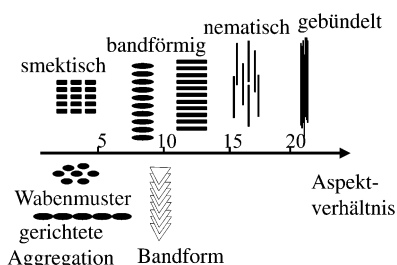 gebündelt
nematisch
bandförmig
smektisch
5 10 15 20
Wabenmuster
Aspekt-
verhältnis
gerichtete
Aggregation
Bandform